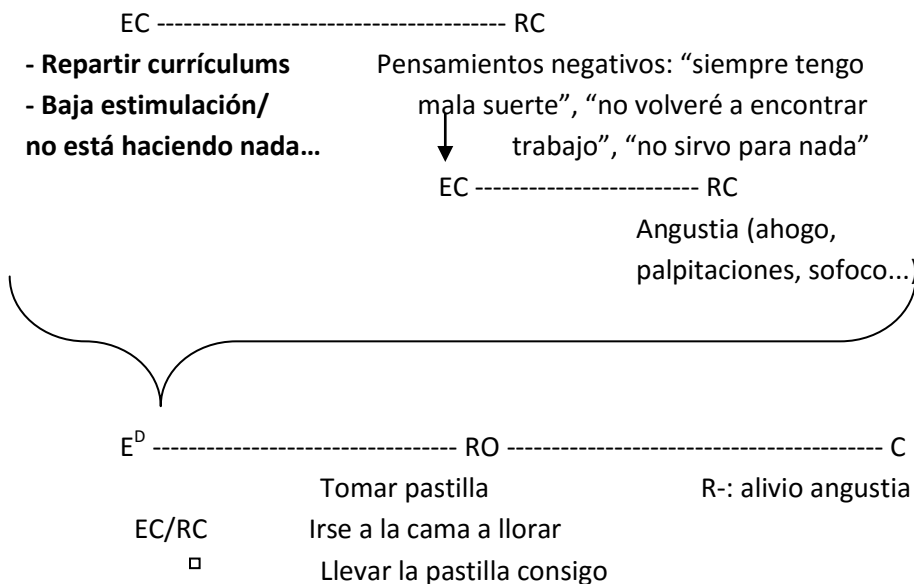 EC ----------------------------------- RC
- Repartir currículums Pensamientos negativos: “siempre tengo
- Baja estimulación/ mala suerte”, “no volveré a encontrar
no está haciendo nada… trabajo”, “no sirvo para nada”
EC ---------------------- RC
Angustia (ahogo,
palpitaciones, sofoco...)
E^D ------------------------------ RO ------------------------------------- C
Tomar pastilla R-: alivio angustia
EC/RC Irse a la cama a llorar
Llevar la pastilla consigo